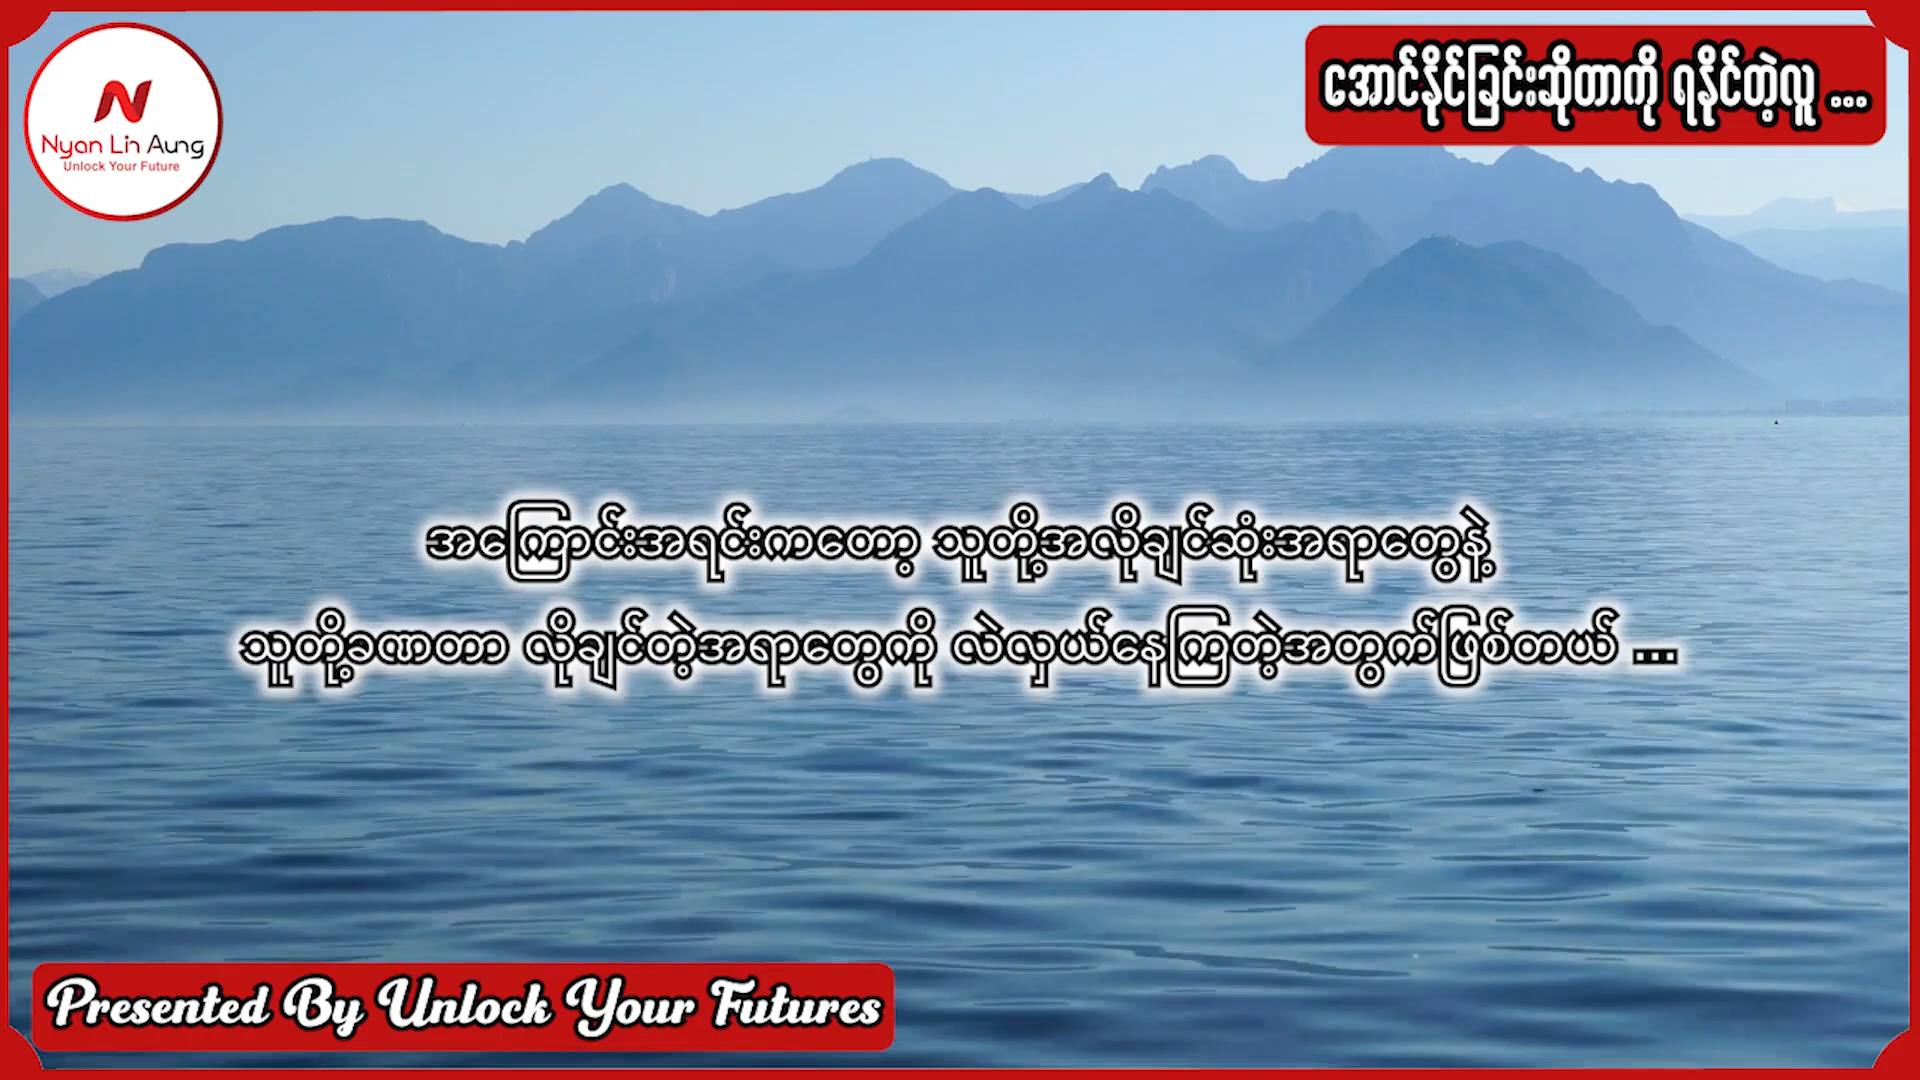 Nyan Lin Aung
Unlock Your Future
အောင်နိုင်ခြင်းဆိုတာကို ရနိုင်တဲ့လူ ...
အကြောင်းအရင်းကတော့ သူတို့အလိုချင်ဆုံးအရာတွေနဲ့
သူတို့ခဏတာ လိုချင်တဲ့အရာတွေကို လဲလှယ်နေကြတဲ့အတွက်ဖြစ်တယ် ...
Presented By Unlock Your Futures